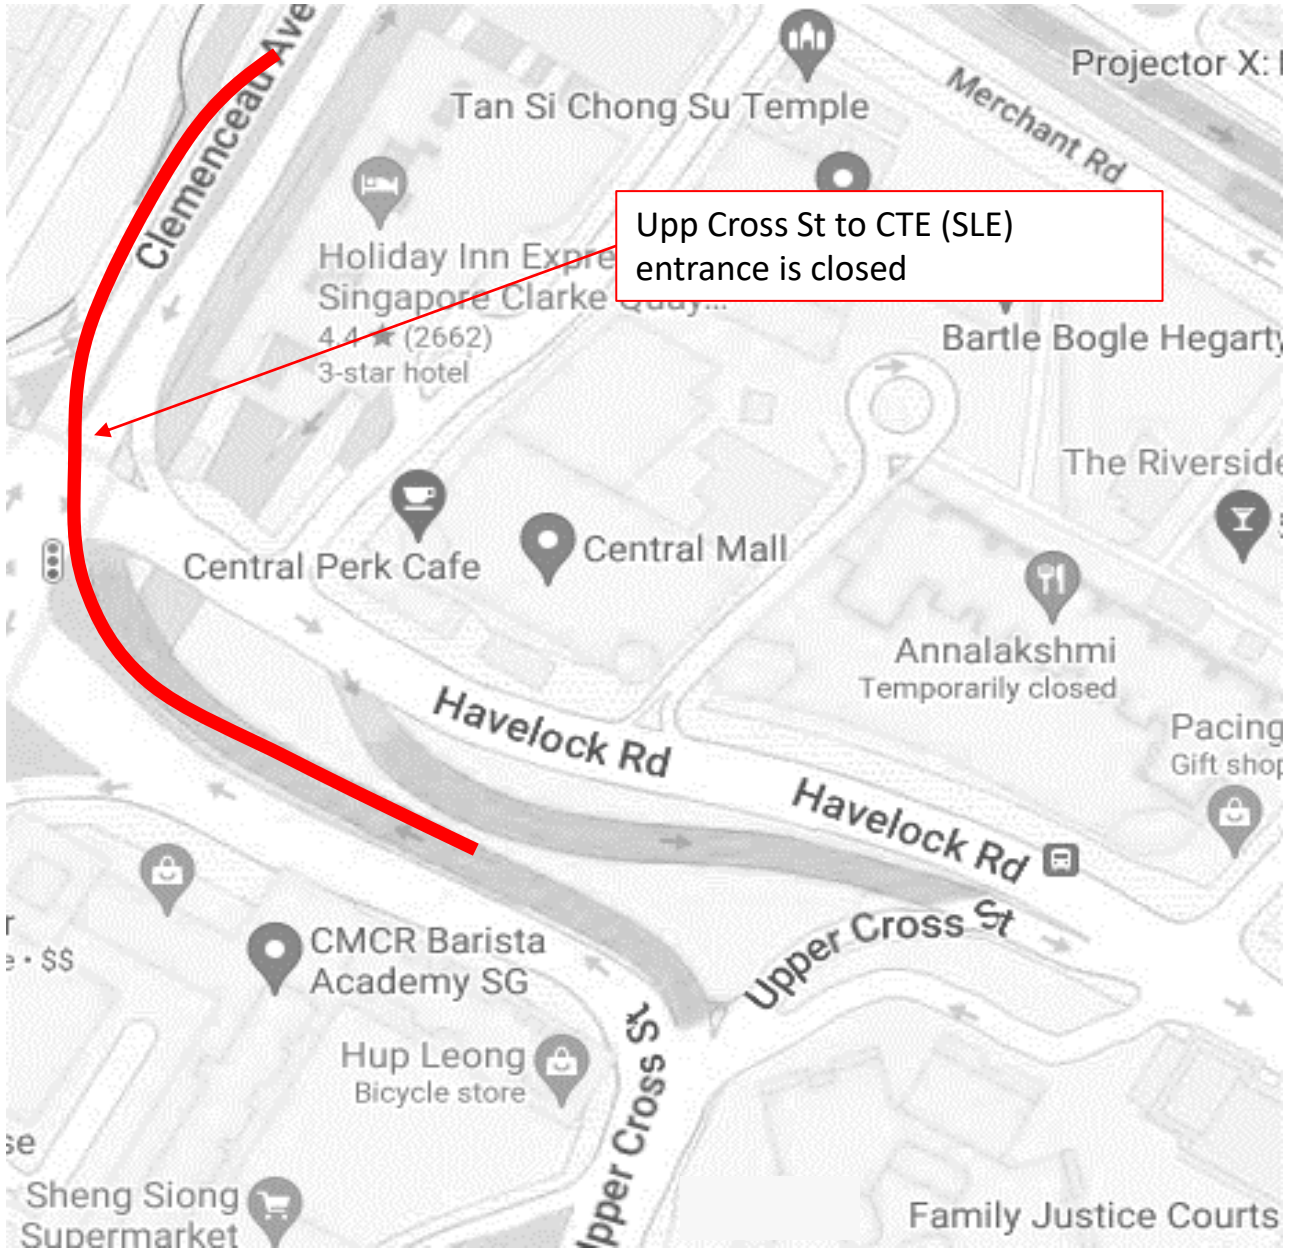 Clemenceau Ave
Tan Si Chong Su Temple
Projector X:
Merchant Rd
Upp Cross St to CTE (SLE)
entrance is closed
Holiday Inn Expre
Singapore Clarke Quay...
4.4 ★ (2662)
3-star hotel
Bartle Bogle Hegarty
The Riverside
Central Perk Cafe
Central Mall
Annalakshmi
Temporarily closed
Havelock Rd
Pacing
Gift shop
Havelock Rd
Upper Cross St
CMCR Barista
Academy SG
· $$
Hup Leong
Bicycle store
Upper Cross St
se
Sheng Siong
Supermarket
Family Justice Courts